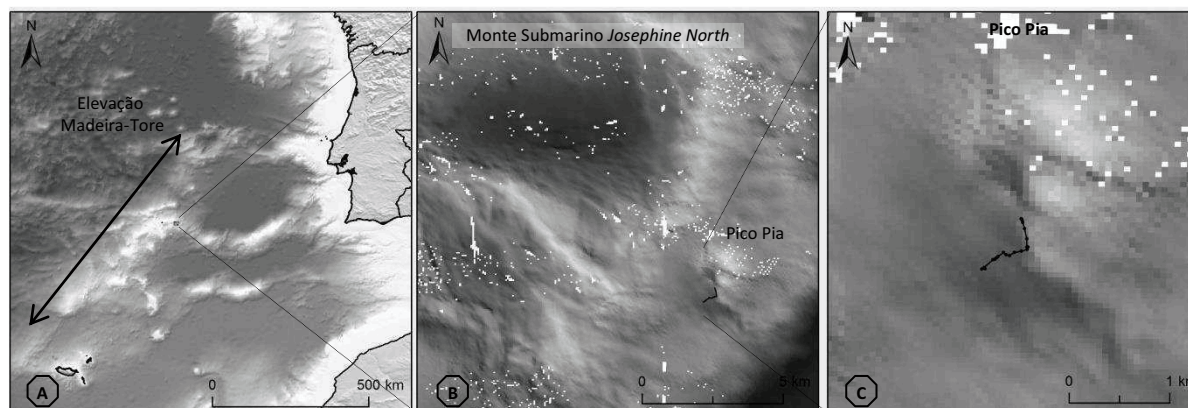 N
Elevação
Madeira-Tore
A
0 500 km
N
Monte Submarino Josephine North
Pico Pia
B
0 5 km
N
Pico Pia
C
0 1 km